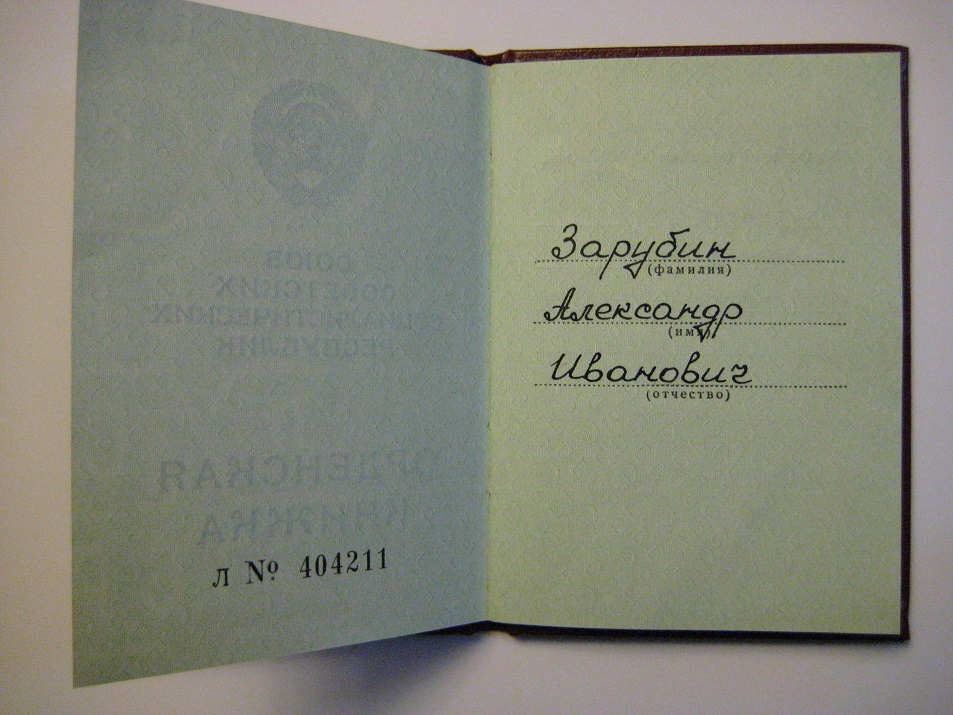 СОЮЗ
СОВЕТСКИХ
СОЦИАЛИСТИЧЕСКИХ
РЕСПУБЛИК
ОРДЕНСКАЯ
КНИЖКА
Л № 404211
Зарубин
(фамилия)
Александр
(имя)
Иванович
(отчество)